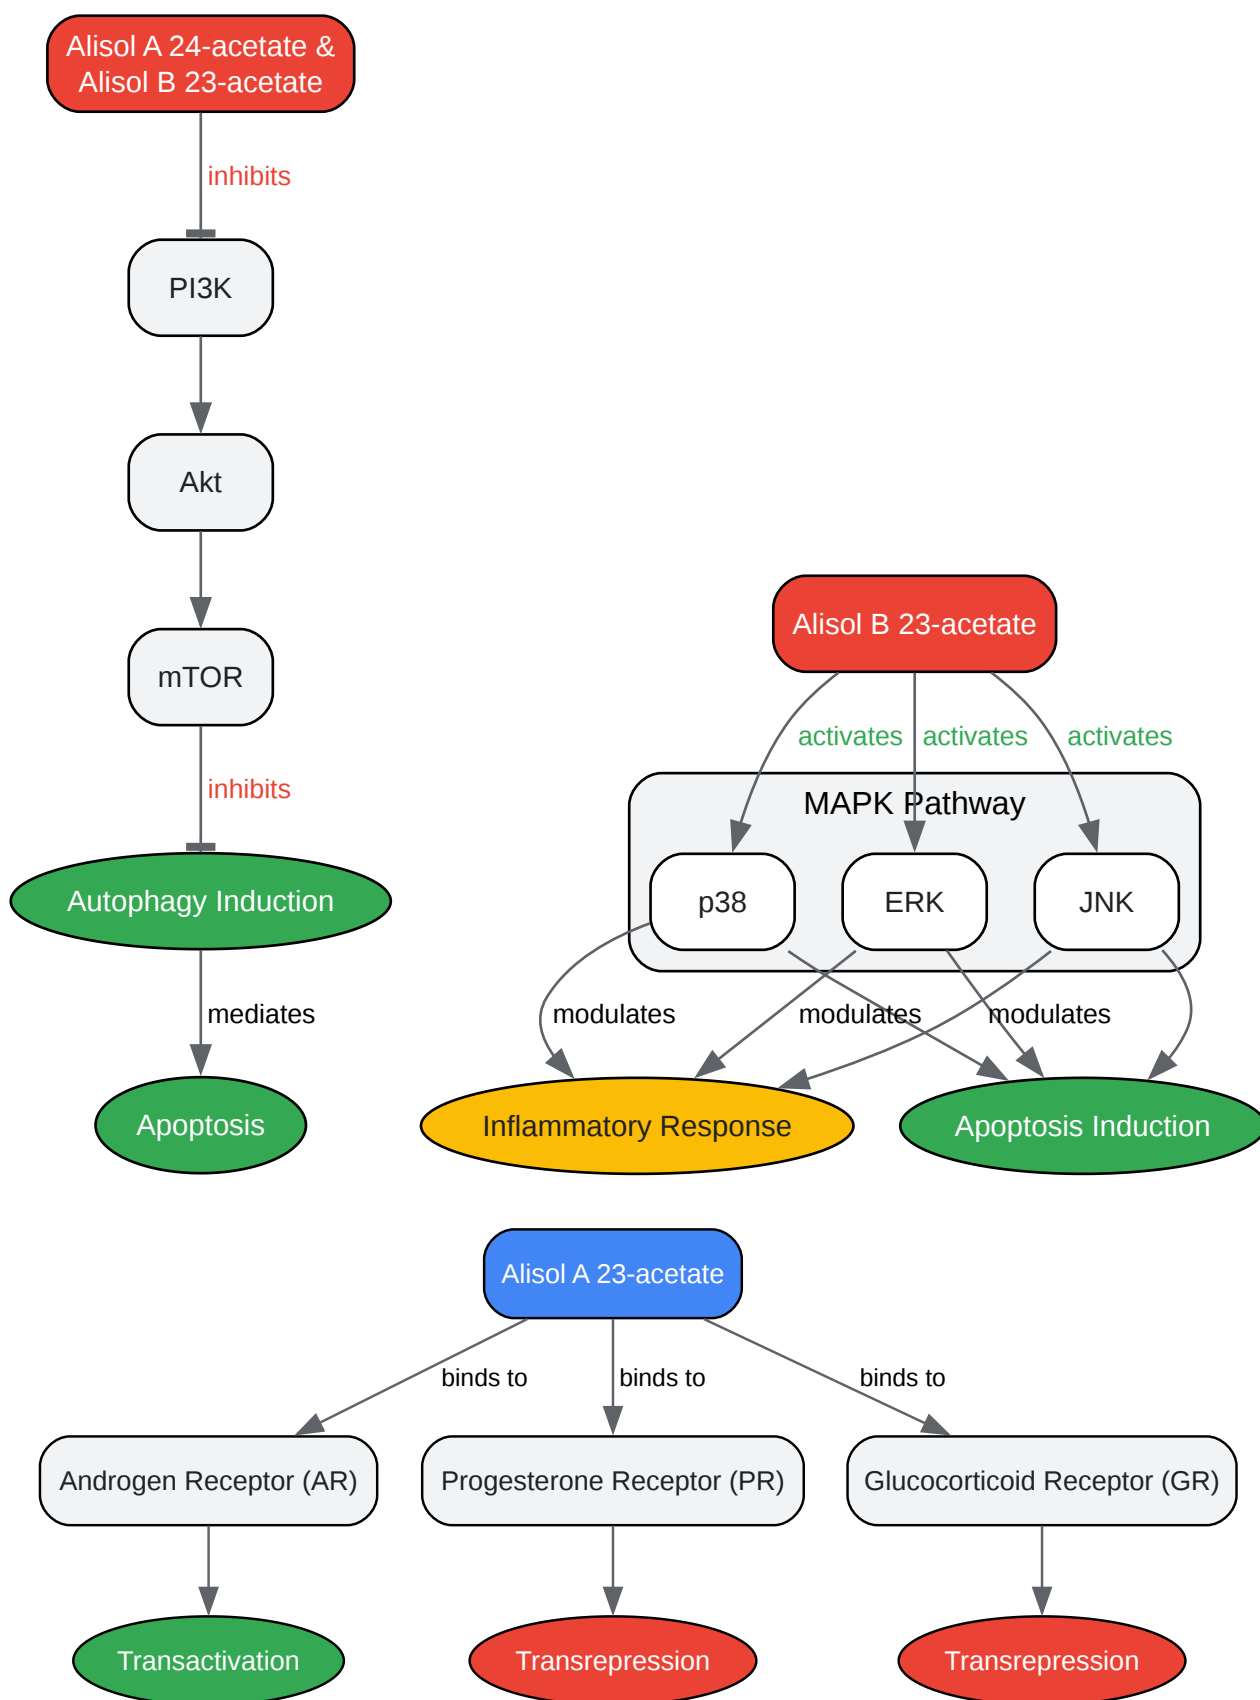 Alisol A 24-acetate &
Alisol B 23-acetate
inhibits
PI3K
Akt
mTOR
inhibits
Autophagy Induction
mediates
Apoptosis
Alisol B 23-acetate
activates
activates
activates
MAPK Pathway
p38
ERK
JNK
modulates
modulates
modulates
Inflammatory Response
Apoptosis Induction
Alisol A 23-acetate
binds to
binds to
binds to
Androgen Receptor (AR)
Progesterone Receptor (PR)
Glucocorticoid Receptor (GR)
Transactivation
Transrepression
Transrepression